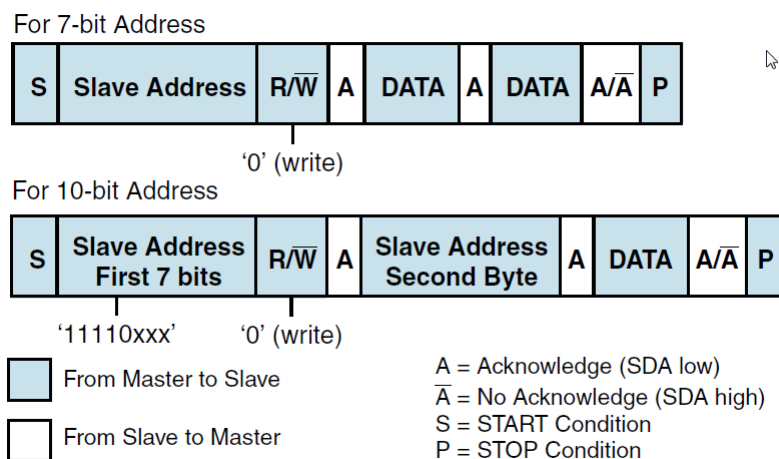 For 7-bit Address
S Slave Address R/W̅ A DATA A DATA A/A̅ P
‘0’ (write)
For 10-bit Address
S Slave Address First 7 bits R/W̅ A Slave Address Second Byte A DATA A/A̅ P
‘11110xxx’ ‘0’ (write)
From Master to Slave
From Slave to Master
A = Acknowledge (SDA low)
A̅ = No Acknowledge (SDA high)
S = START Condition
P = STOP Condition